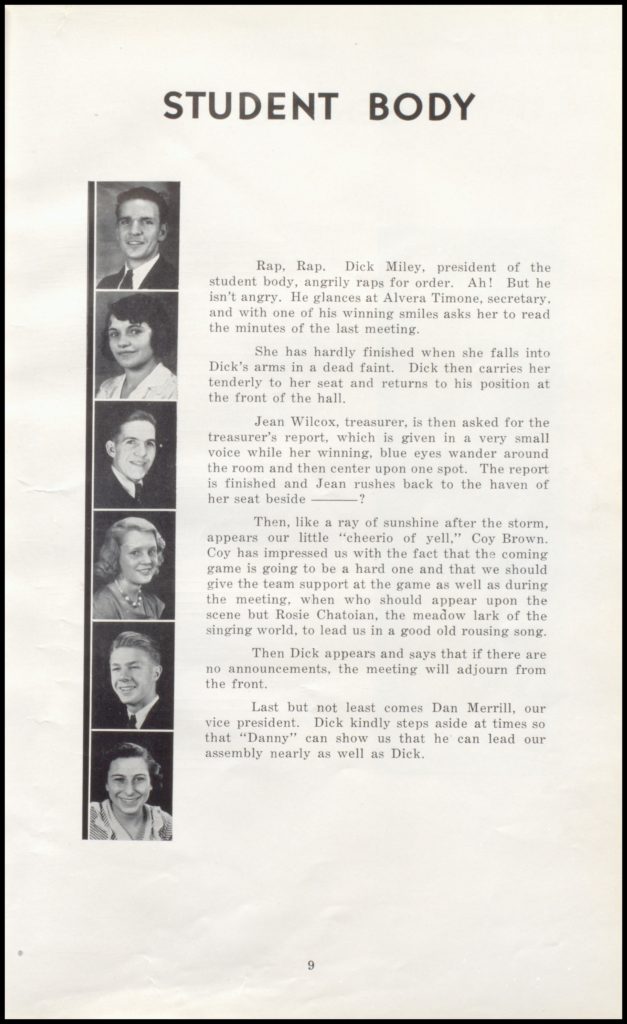 STUDENT BODY
Rap, Rap. Dick Miley, president of the
student body, angrily raps for order. Ah! But he
isn't angry. He glances at Alvera Timone, secretary,
and with one of his winning smiles asks her to read
the minutes of the last meeting.
She has hardly finished when she falls into
Dick's arms in a dead faint. Dick then carries her
tenderly to her seat and returns to his position at
the front of the hall.
Jean Wilcox, treasurer, is then asked for the
treasurer's report, which is given in a very small
voice while her winning, blue eyes wander around
the room and then center upon one spot. The report
is finished and Jean rushes back to the haven of
her seat beside ———?
Then, like a ray of sunshine after the storm,
appears our little "cheerio of yell," Coy Brown.
Coy has impressed us with the fact that the coming
game is going to be a hard one and that we should
give the team support at the game as well as during
the meeting, when who should appear upon the
scene but Rosie Chatoian, the meadow lark of the
singing world, to lead us in a good old rousing song.
Then Dick appears and says that if there are
no announcements, the meeting will adjourn from
the front.
Last but not least comes Dan Merrill, our
vice president. Dick kindly steps aside at times so
that "Danny" can show us that he can lead our
assembly nearly as well as Dick.
9